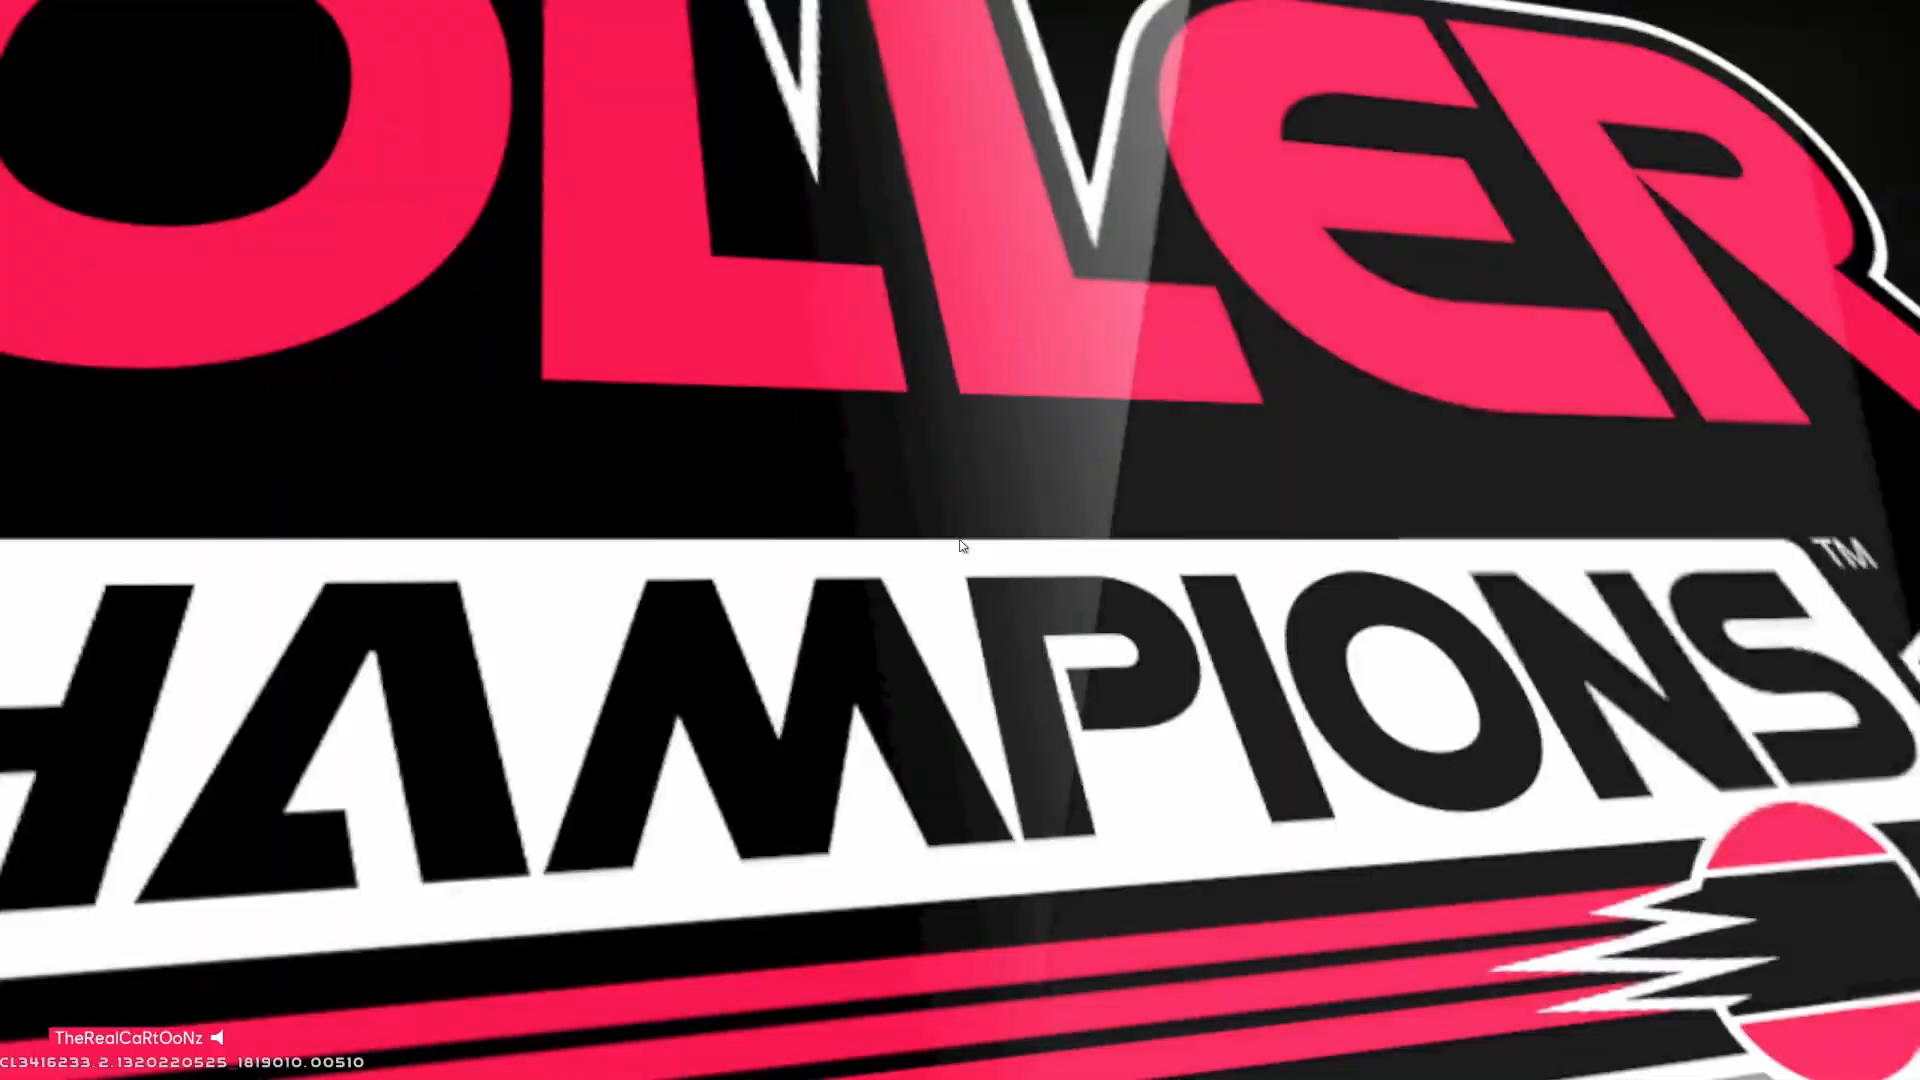 OLLER
HAMPIONS
TM
TheRealCaRtOoNz
CL3416233.2.1320220525_1819010.00510